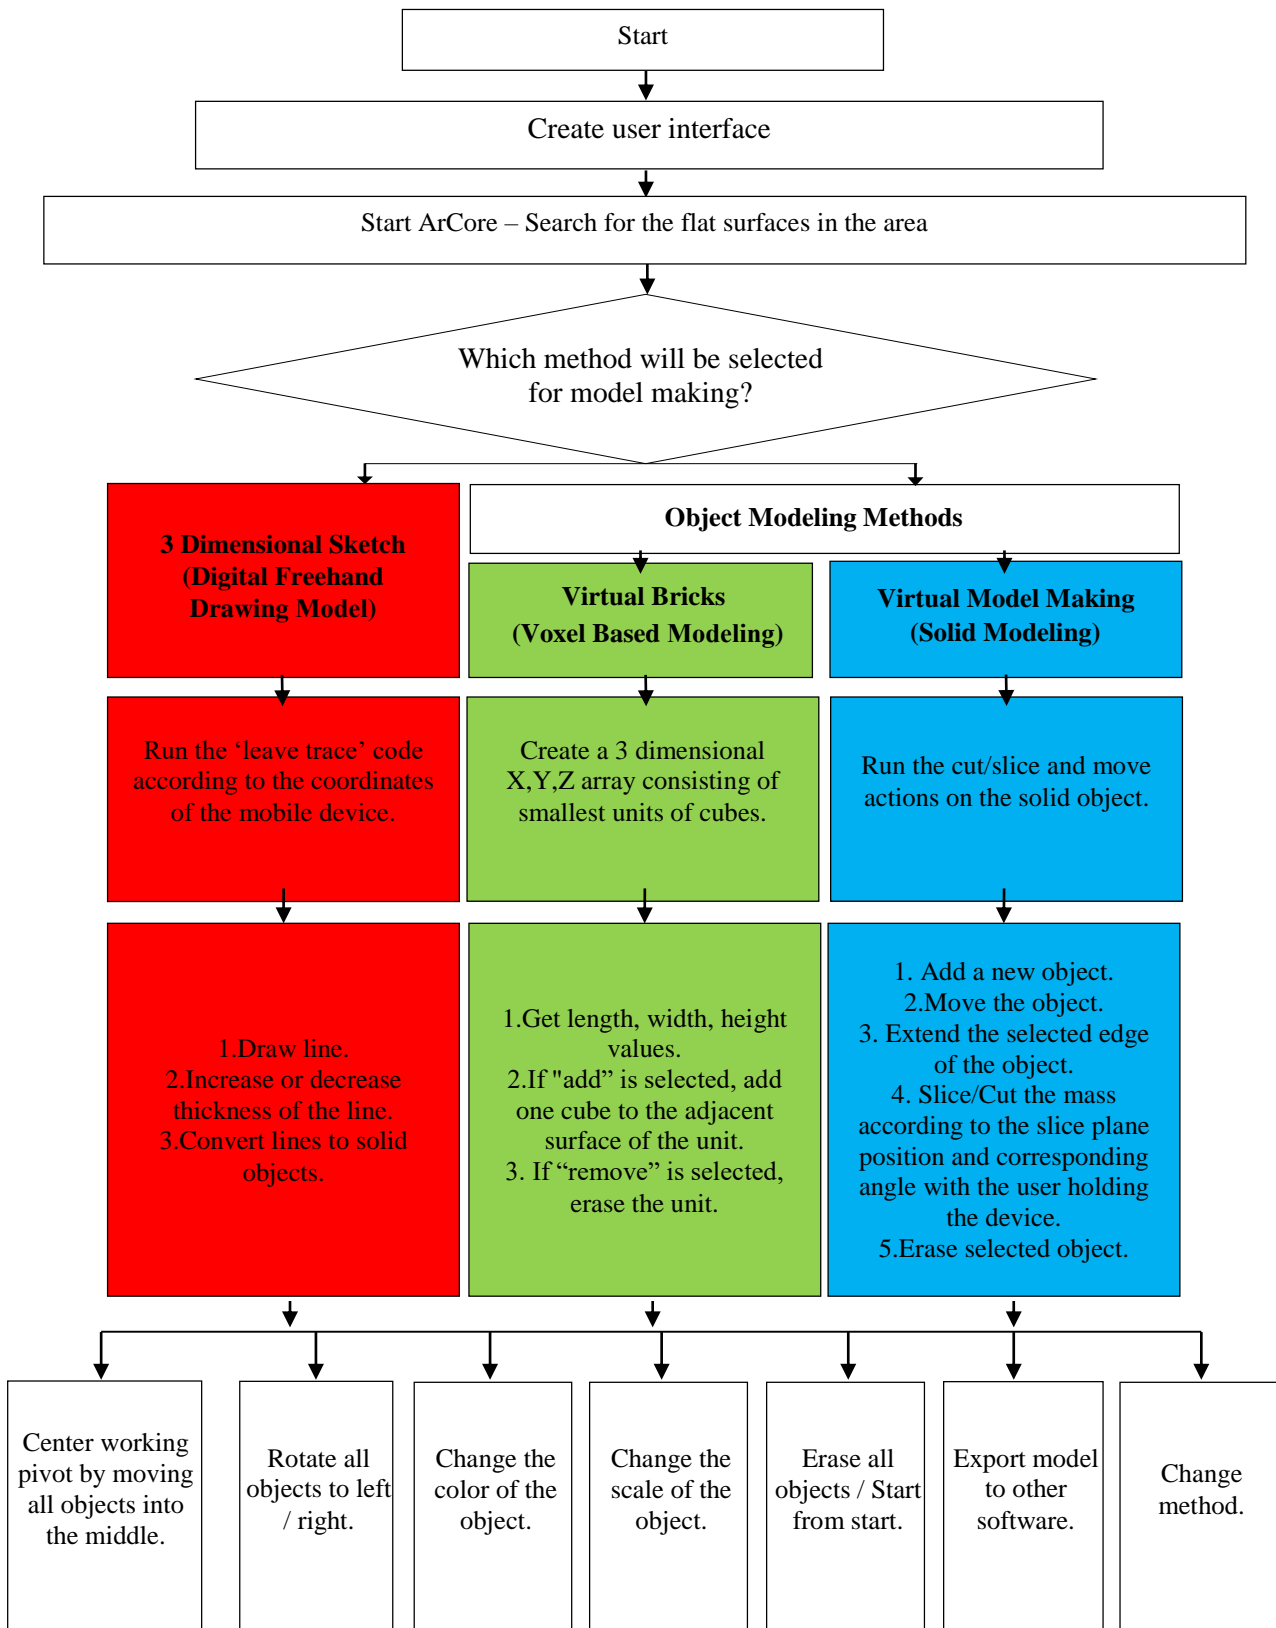 Start
Create user interface
Start ArCore – Search for the flat surfaces in the area
Which method will be selected
for model making?
3 Dimensional Sketch
(Digital Freehand
Drawing Model)
Object Modeling Methods
Virtual Bricks
(Voxel Based Modeling)
Virtual Model Making
(Solid Modeling)
Run the ‘leave trace’ code
according to the coordinates
of the mobile device.
Create a 3 dimensional
X,Y,Z array consisting of
smallest units of cubes.
Run the cut/slice and move
actions on the solid object.
1.Draw line.
2.Increase or decrease
thickness of the line.
3.Convert lines to solid
objects.
1.Get length, width, height
values.
2.If "add” is selected, add
one cube to the adjacent
surface of the unit.
3. If “remove” is selected,
erase the unit.
1. Add a new object.
2.Move the object.
3. Extend the selected edge
of the object.
4. Slice/Cut the mass
according to the slice plane
position and corresponding
angle with the user holding
the device.
5.Erase selected object.
Center working
pivot by moving
all objects into
the middle.
Rotate all
objects to left
/ right.
Change the
color of the
object.
Change the
scale of the
object.
Erase all
objects / Start
from start.
Export model
to other
software.
Change
method.